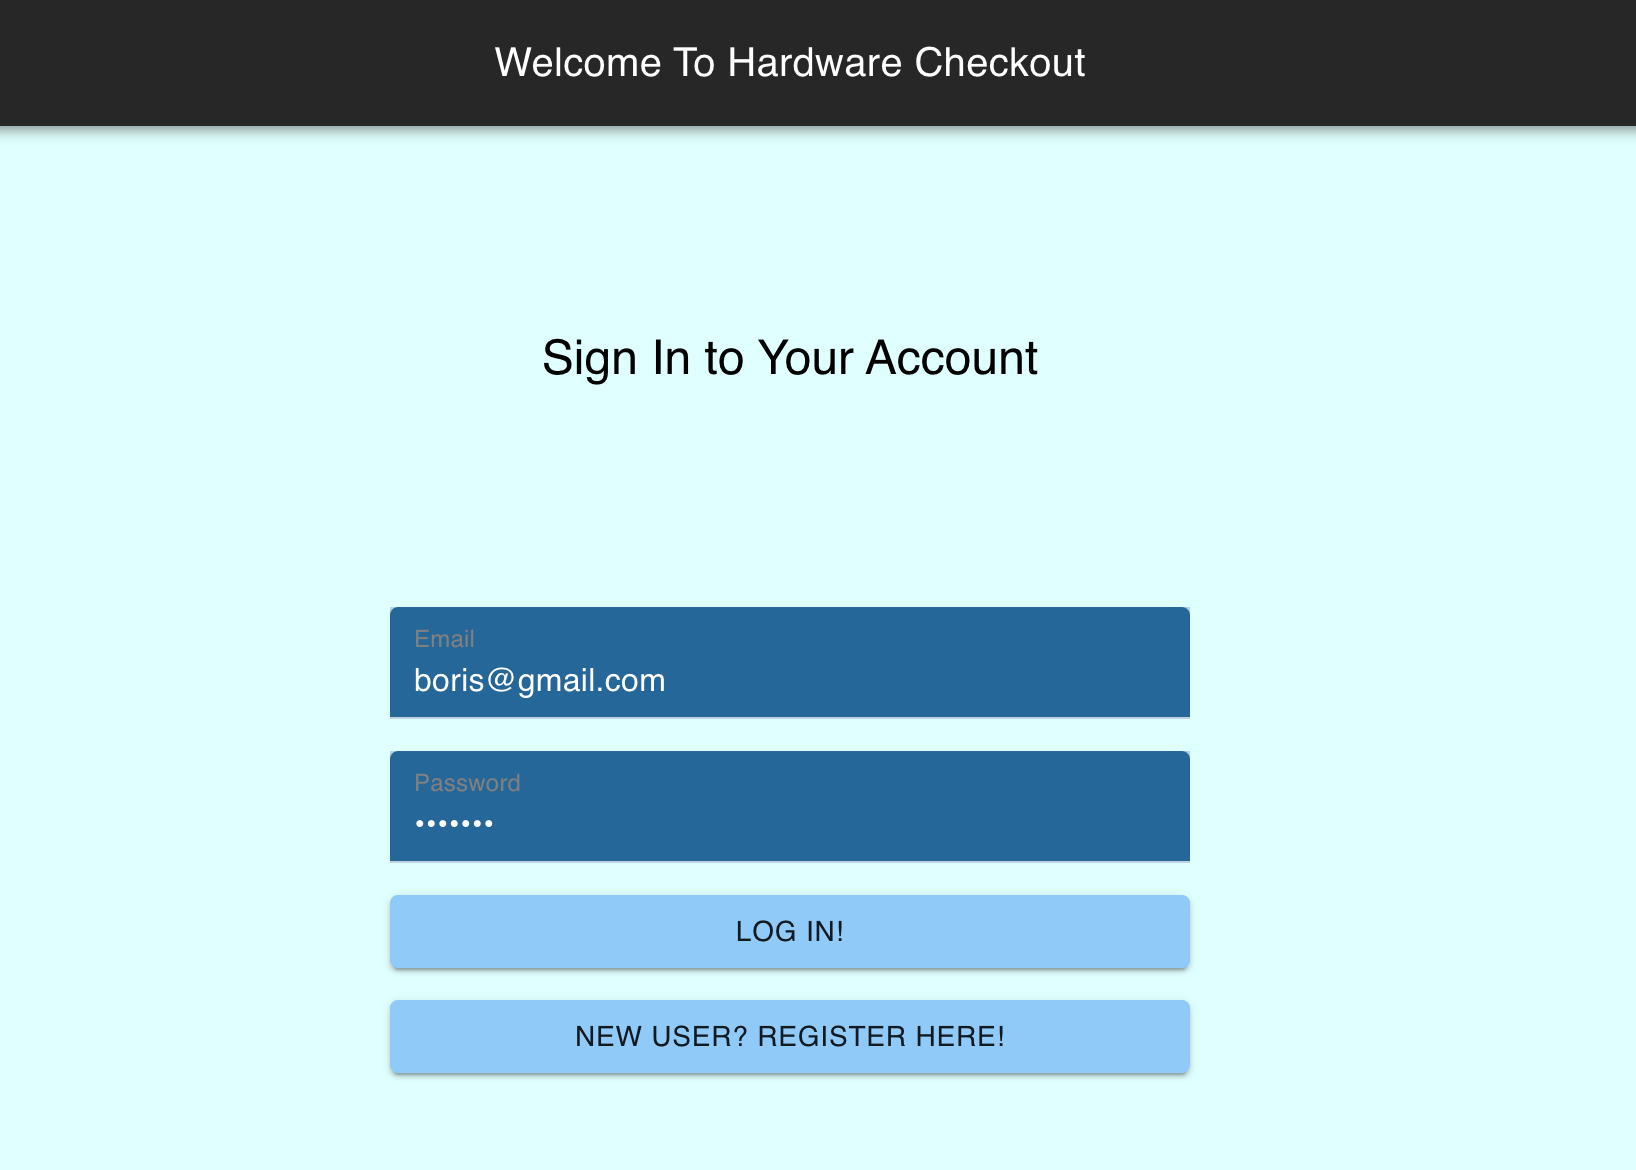 Welcome To Hardware Checkout
Sign In to Your Account
Email
boris@gmail.com
Password
•••••••
LOG IN!
NEW USER? REGISTER HERE!